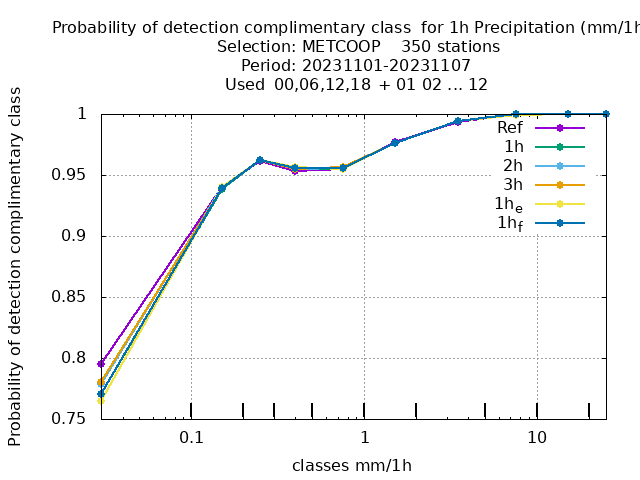 Probability of detection complimentary class for 1h Precipitation (mm/1h
Selection: METCOOP 350 stations
Period: 20231101-20231107
Used 00,06,12,18 + 01 02 ... 12
Probability of detection complimentary class
1
0.95
0.9
0.85
0.8
0.75
Ref
1h
2h
3h
1he
1hf
0.1
1
10
classes mm/1h